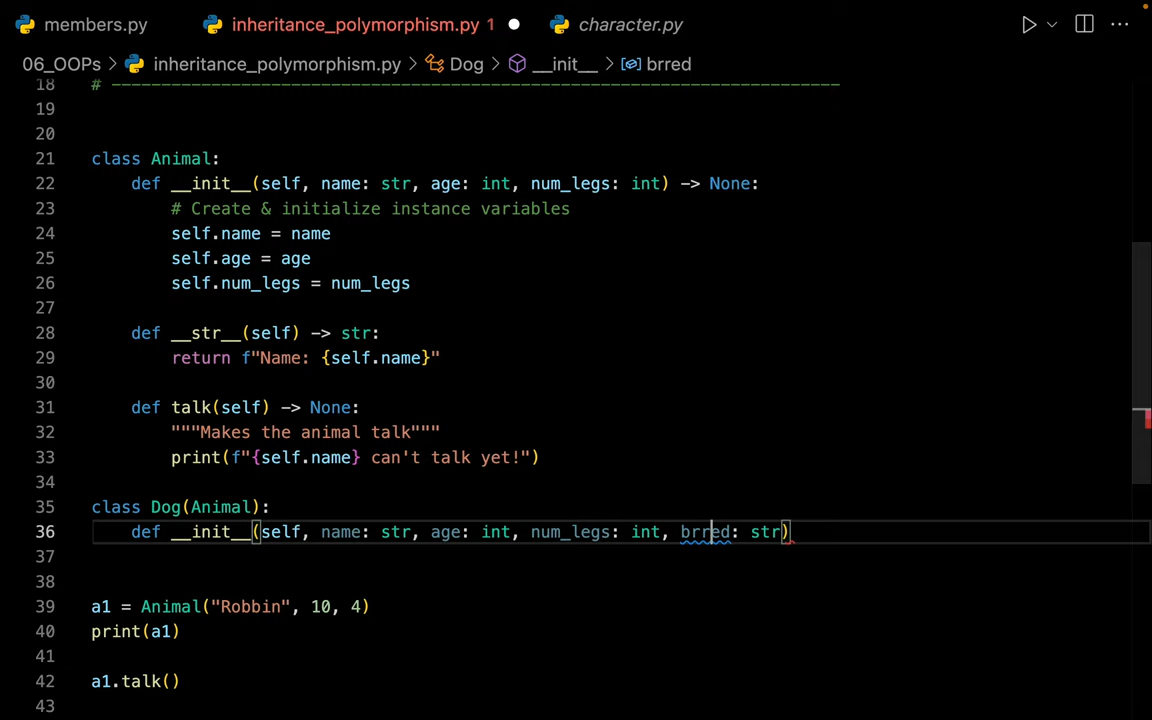 members.py inheritance_polymorphism.py 1 character.py
06_OOPs > inheritance_polymorphism.py > Dog > __init__ > brred
18 # -------------------------------------------------------------------------
19
20
21 class Animal:
22 def __init__(self, name: str, age: int, num_legs: int) -> None:
23 # Create & initialize instance variables
24 self.name = name
25 self.age = age
26 self.num_legs = num_legs
27
28 def __str__(self) -> str:
29 return f"Name: {self.name}"
30
31 def talk(self) -> None:
32 """Makes the animal talk"""
33 print(f"{self.name} can't talk yet!")
34
35 class Dog(Animal):
36 def __init__(self, name: str, age: int, num_legs: int, brred: str)
37
38
39 a1 = Animal("Robbin", 10, 4)
40 print(a1)
41
42 a1.talk()
43